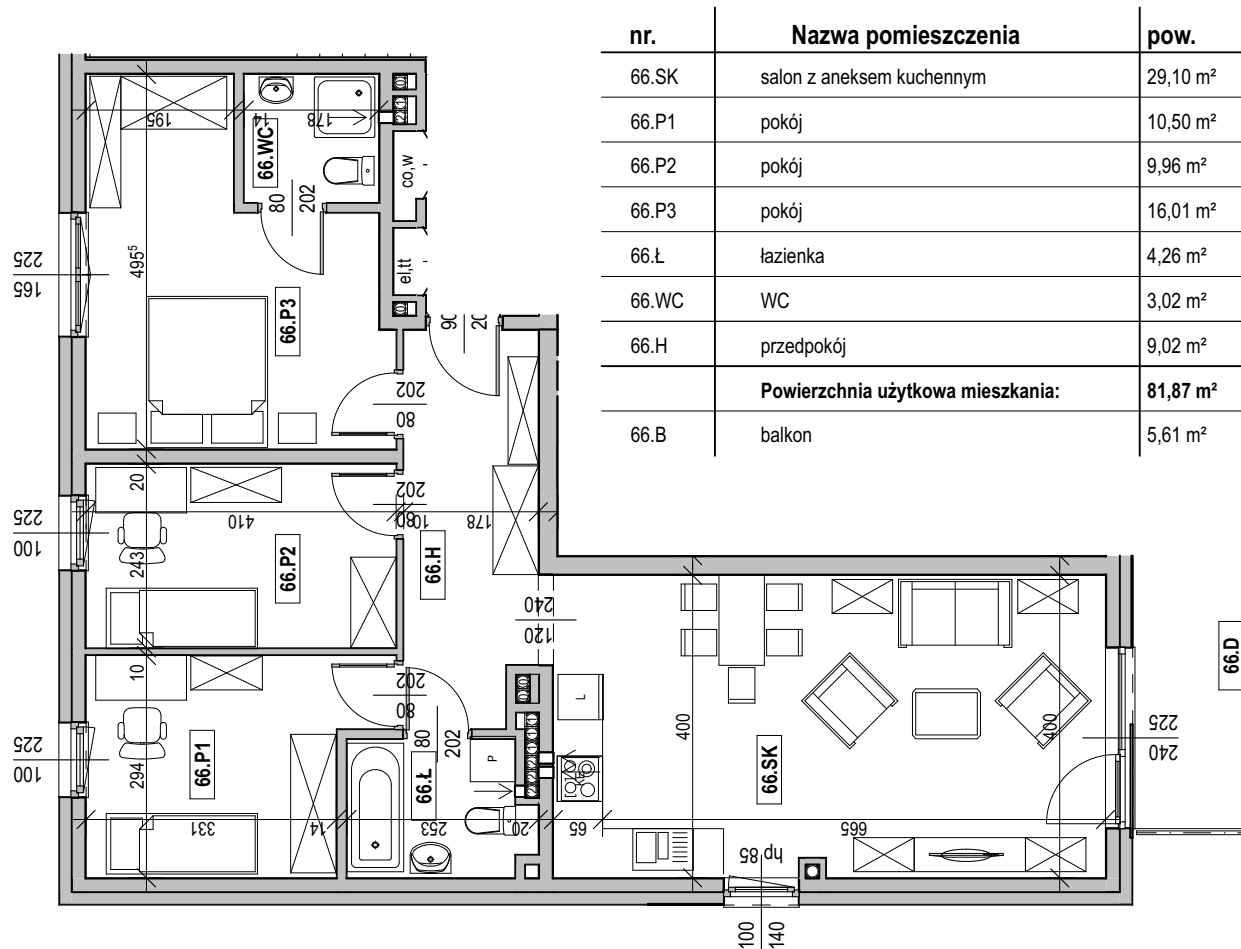 nr. Nazwa pomieszczenia pow.
66.SK salon z aneksem kuchennym 29,10 m²
66.P1 pokój 10,50 m²
66.P2 pokój 9,96 m²
66.P3 pokój 16,01 m²
66.Ł łazienka 4,26 m²
66.WC WC 3,02 m²
66.H przedpokój 9,02 m²
Powierzchnia użytkowa mieszkania: 81,87 m²
66.B balkon 5,61 m²
195 14 178
66.WC
80
202
co,w
el,tt
225
165
495⁵
66.P3
90
20
202
80
20
225
100
410
202
80
10
178
243
66.P2
66.H
240
120
10
202
80
225
100
294
66.P1
80
202
66.Ł
P
L
331 14 253 20 65 665
400
400
66.SK
225
240
66.D
hp 85
100
140